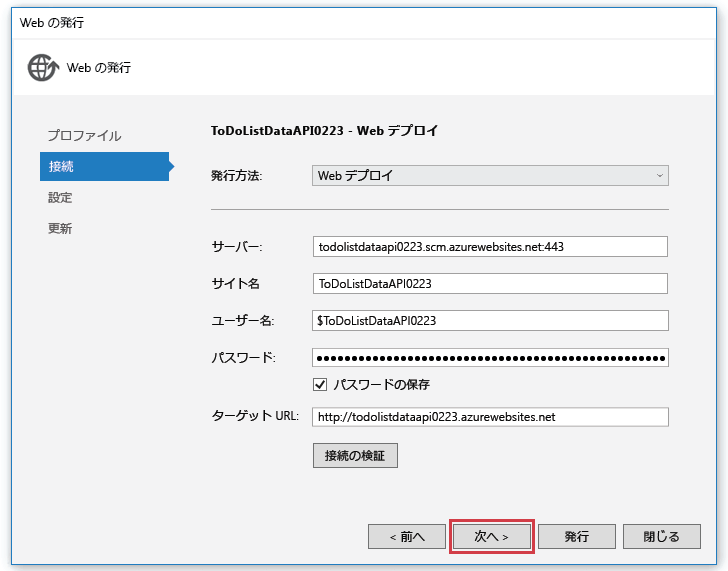 Web の発行
Web の発行
プロファイル
接続
設定
更新
ToDoListDataAPI0223 - Web デプロイ
発行方法: Web デプロイ
サーバー: todolistdataapi0223.scm.azurewebsites.net:443
サイト名 ToDoListDataAPI0223
ユーザー名: $ToDoListDataAPI0223
パスワード: ●●●●●●●●●●●●●●●●●●●●●●●●●●●●●●●●●●●●●●●●●●●●●●●●●●
パスワードの保存
ターゲット URL: http://todolistdataapi0223.azurewebsites.net
接続の検証
< 前へ 次へ > 発行 閉じる